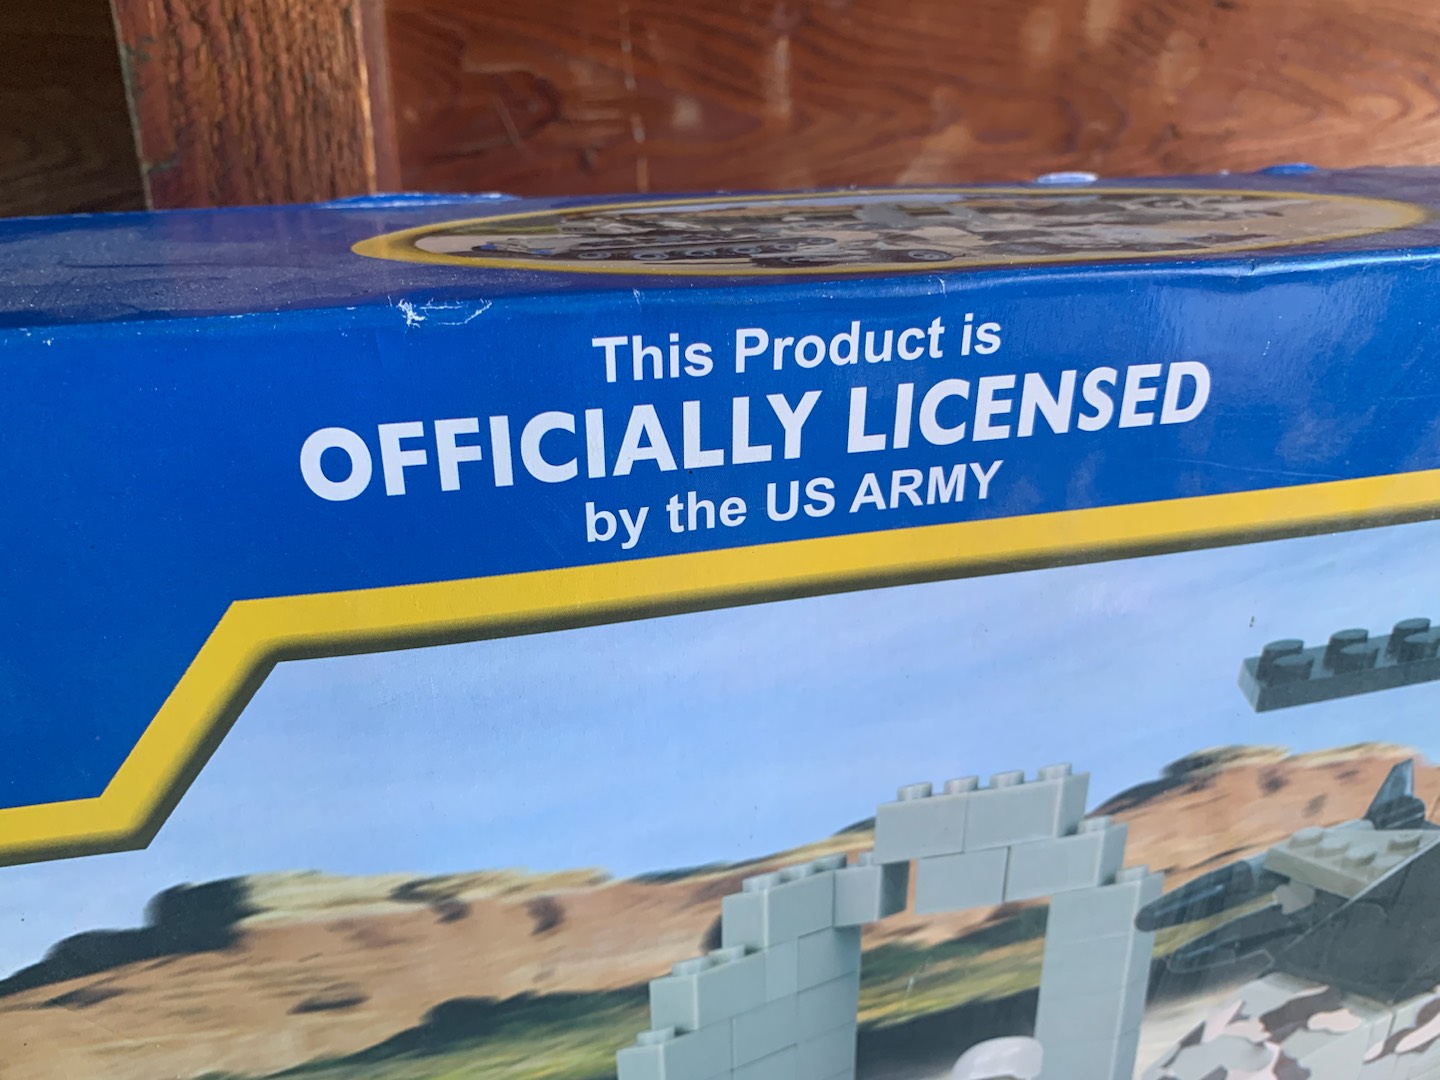 This Product is
OFFICIALLY LICENSED
by the US ARMY